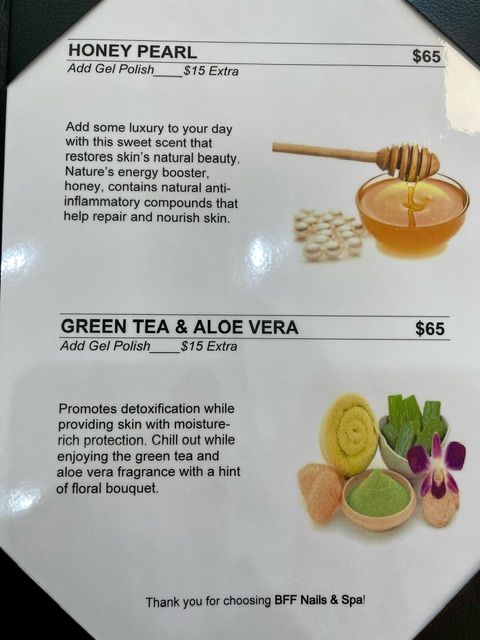 HONEY PEARL $65
Add Gel Polish____$15 Extra
Add some luxury to your day
with this sweet scent that
restores skin's natural beauty.
Nature's energy booster,
honey, contains natural anti-
inflammatory compounds that
help repair and nourish skin.
GREEN TEA & ALOE VERA $65
Add Gel Polish____$15 Extra
Promotes detoxification while
providing skin with moisture-
rich protection. Chill out while
enjoying the green tea and
aloe vera fragrance with a hint
of floral bouquet.
Thank you for choosing BFF Nails & Spa!